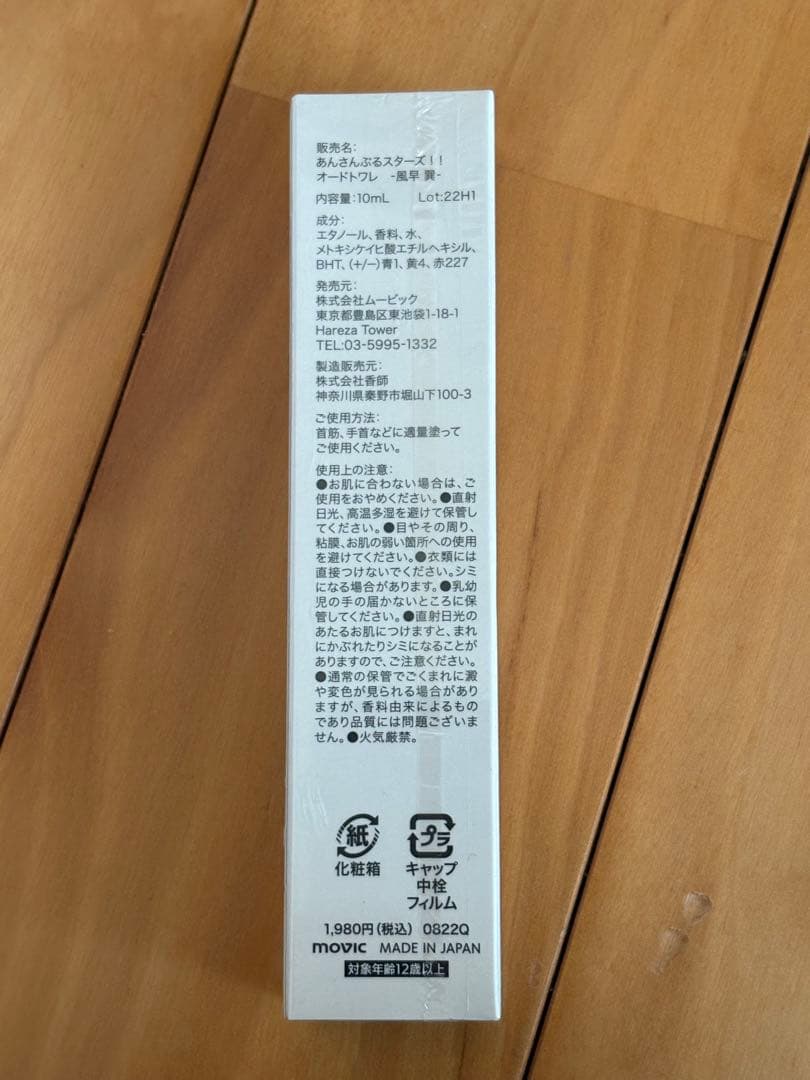 販売名：
あんさんぶるスターズ！！
オードトワレ -風早 巽-
内容量：10mL Lot:22H1
成分：
エタノール、香料、水、
メトキシケイヒ酸エチルヘキシル、
BHT、（+/−）青1、黄4、赤227
発売元：
株式会社ムービック
東京都豊島区東池袋1-18-1
Hareza Tower
TEL:03-5995-1332
製造販売元：
株式会社香師
神奈川県秦野市堀山下100-3
ご使用方法：
首筋、手首などに適量塗って
ご使用ください。
使用上の注意：
●お肌に合わない場合は、ご
使用をおやめください。●直射
日光、高温多湿を避けて保管し
てください。●目やその周り、
粘膜、お肌の弱い箇所への使用
を避けてください。●衣類には
直接つけないでください。シミ
になる場合があります。●乳幼
児の手の届かないところに保
管してください。●直射日光の
あたるお肌につけますと、まれ
にかぶれたりシミになることが
ありますので、ご注意ください。
●通常の保管でごくまれに澱
や変色が見られる場合があり
ますが、香料由来によるもの
であり品質には問題ございま
せん。●火気厳禁。
紙
化粧箱
プラ
キャップ
中栓
フィルム
1,980円（税込） 0822Q
movic MADE IN JAPAN
対象年齢12歳以上